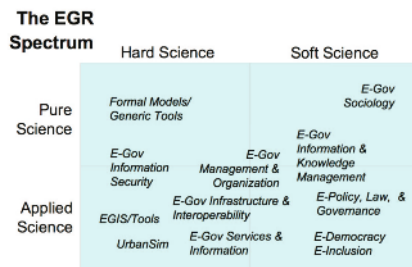 The EGR
Spectrum
Hard Science
Soft Science
Pure
Science
Formal Models/
Generic Tools
E-Gov
Sociology
E-Gov
Information
Security
E-Gov
Management &
Organization
E-Gov
Information &
Knowledge
Management
Applied
Science
EGIS/Tools
UrbanSim
E-Gov Infrastructure &
Interoperability
E-Gov Services &
Information
E-Policy, Law, &
Governance
E-Democracy
E-Inclusion